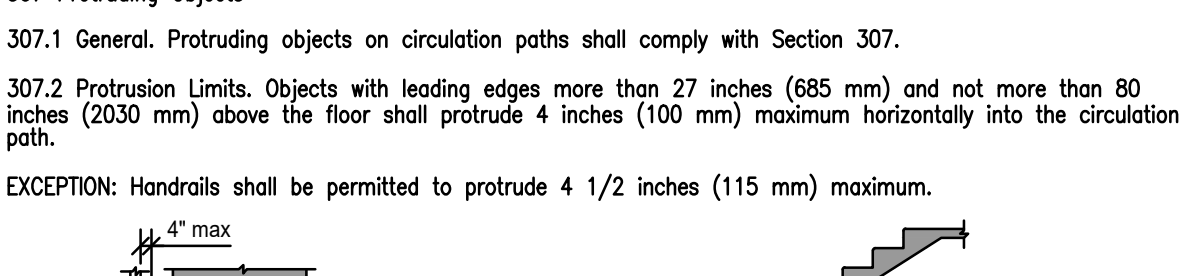 307.1 General. Protruding objects on circulation paths shall comply with Section 307.
307.2 Protrusion Limits. Objects with leading edges more than 27 inches (685 mm) and not more than 80
inches (2030 mm) above the floor shall protrude 4 inches (100 mm) maximum horizontally into the circulation
path.
EXCEPTION: Handrails shall be permitted to protrude 4 1/2 inches (115 mm) maximum.
4" max